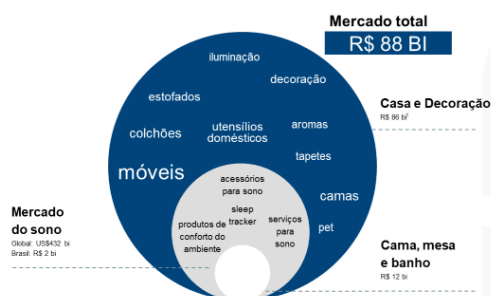 Mercado total
R$ 88 BI
iluminação
decoração
estofados
Casa e Decoração
R$ 86 bi¹
colchões
utensílios
domésticos
aromas
tapetes
móveis
acessórios
para sono
camas
sleep
tracker
produtos de
conforto do
ambiente
serviços
para
sono
pet
Mercado
do sono
Global: US$432 bi
Brasil: R$ 2 bi
Cama, mesa
e banho
R$ 12 bi